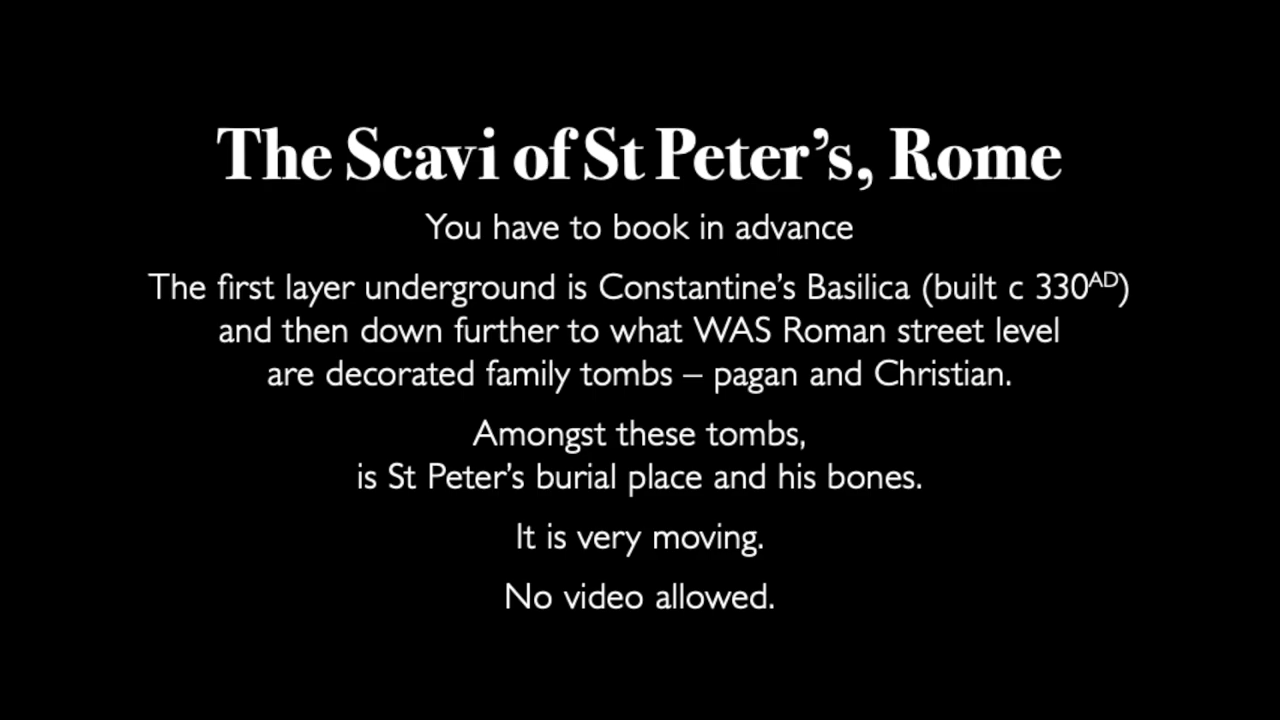 The Scavi of St Peter’s, Rome
You have to book in advance
The first layer underground is Constantine’s Basilica (built c 330AD)
and then down further to what WAS Roman street level
are decorated family tombs – pagan and Christian.
Amongst these tombs,
is St Peter’s burial place and his bones.
It is very moving.
No video allowed.